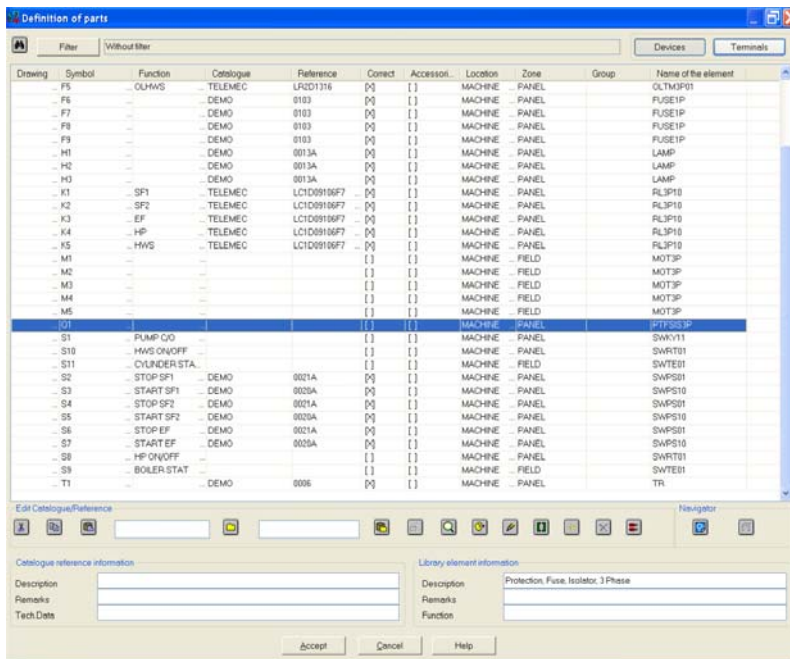 Definition of parts
Filter Without filter Devices Terminals
Drawing Symbol Function Catalogue Reference Correct Accessori... Location Zone Group Name of the element
... F5 ... OLHWS ... TELEMEC LR2D1316 [X] [ ] MACHINE ... PANEL OLTM3P01
... F6 ... ... DEMO 0103 [X] [ ] MACHINE ... PANEL FUSE1P
... F7 ... ... DEMO 0103 [X] [ ] MACHINE ... PANEL FUSE1P
... F8 ... ... DEMO 0103 [X] [ ] MACHINE ... PANEL FUSE1P
... F9 ... ... DEMO 0103 [X] [ ] MACHINE ... PANEL FUSE1P
... H1 ... ... DEMO 0013A [X] [ ] MACHINE ... PANEL LAMP
... H2 ... ... DEMO 0013A [X] [ ] MACHINE ... PANEL LAMP
... H3 ... ... DEMO 0013A [X] [ ] MACHINE ... PANEL LAMP
... K1 ... SF1 ... TELEMEC LC1D09106F7 ... [X] [ ] MACHINE ... PANEL RL3P10
... K2 ... SF2 ... TELEMEC LC1D09106F7 ... [X] [ ] MACHINE ... PANEL RL3P10
... K3 ... EF ... TELEMEC LC1D09106F7 ... [X] [ ] MACHINE ... PANEL RL3P10
... K4 ... HP ... TELEMEC LC1D09106F7 ... [X] [ ] MACHINE ... PANEL RL3P10
... K5 ... HWS ... TELEMEC LC1D09106F7 ... [X] [ ] MACHINE ... PANEL RL3P10
... M1 ... ... [ ] [ ] MACHINE ... FIELD MOT3P
... M2 ... ... [ ] [ ] MACHINE ... FIELD MOT3P
... M3 ... ... [ ] [ ] MACHINE ... FIELD MOT3P
... M4 ... ... [ ] [ ] MACHINE ... FIELD MOT3P
... M5 ... ... [ ] [ ] MACHINE ... FIELD MOT3P
... Q1 ... ... [ ] [ ] MACHINE ... PANEL PTFSIS3P
... S1 ... PUMP C/O ... [ ] [ ] MACHINE ... PANEL SWKY11
... S10 ... HWS ON/OFF ... [ ] [ ] MACHINE ... PANEL SWRT01
... S11 ... CYLINDER STA... [ ] [ ] MACHINE ... FIELD SWTE01
... S2 ... STOP SF1 ... DEMO 0021A [X] [ ] MACHINE ... PANEL SWPS01
... S3 ... START SF1 ... DEMO 0020A [X] [ ] MACHINE ... PANEL SWPS10
... S4 ... STOP SF2 ... DEMO 0021A [X] [ ] MACHINE ... PANEL SWPS01
... S5 ... START SF2 ... DEMO 0020A [X] [ ] MACHINE ... PANEL SWPS10
... S6 ... STOP EF ... DEMO 0021A [X] [ ] MACHINE ... PANEL SWPS01
... S7 ... START EF ... DEMO 0020A [X] [ ] MACHINE ... PANEL SWPS10
... S8 ... HP ON/OFF ... [ ] [ ] MACHINE ... PANEL SWRT01
... S9 ... BOILER STAT ... [ ] [ ] MACHINE ... FIELD SWTE01
... T1 ... ... DEMO 0006 [X] [ ] MACHINE ... PANEL TR
Edit Catalogue/Reference Navigator
Catalogue reference information Library element information
Description Description Protection, Fuse, Isolator, 3 Phase
Remarks Remarks
Tech.Data Function
Accept Cancel Help